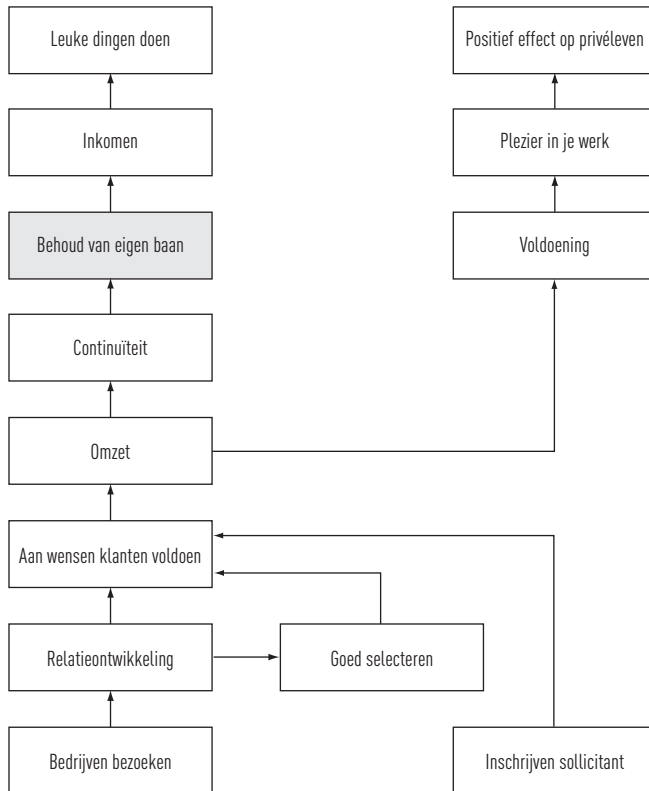 Leuke dingen doen
Positief effect op privéleven
Inkomen
Plezier in je werk
Behoud van eigen baan
Voldoening
Continuïteit
Omzet
Aan wensen klanten voldoen
Relatieontwikkeling
Goed selecteren
Bedrijven bezoeken
Inschrijven sollicitant